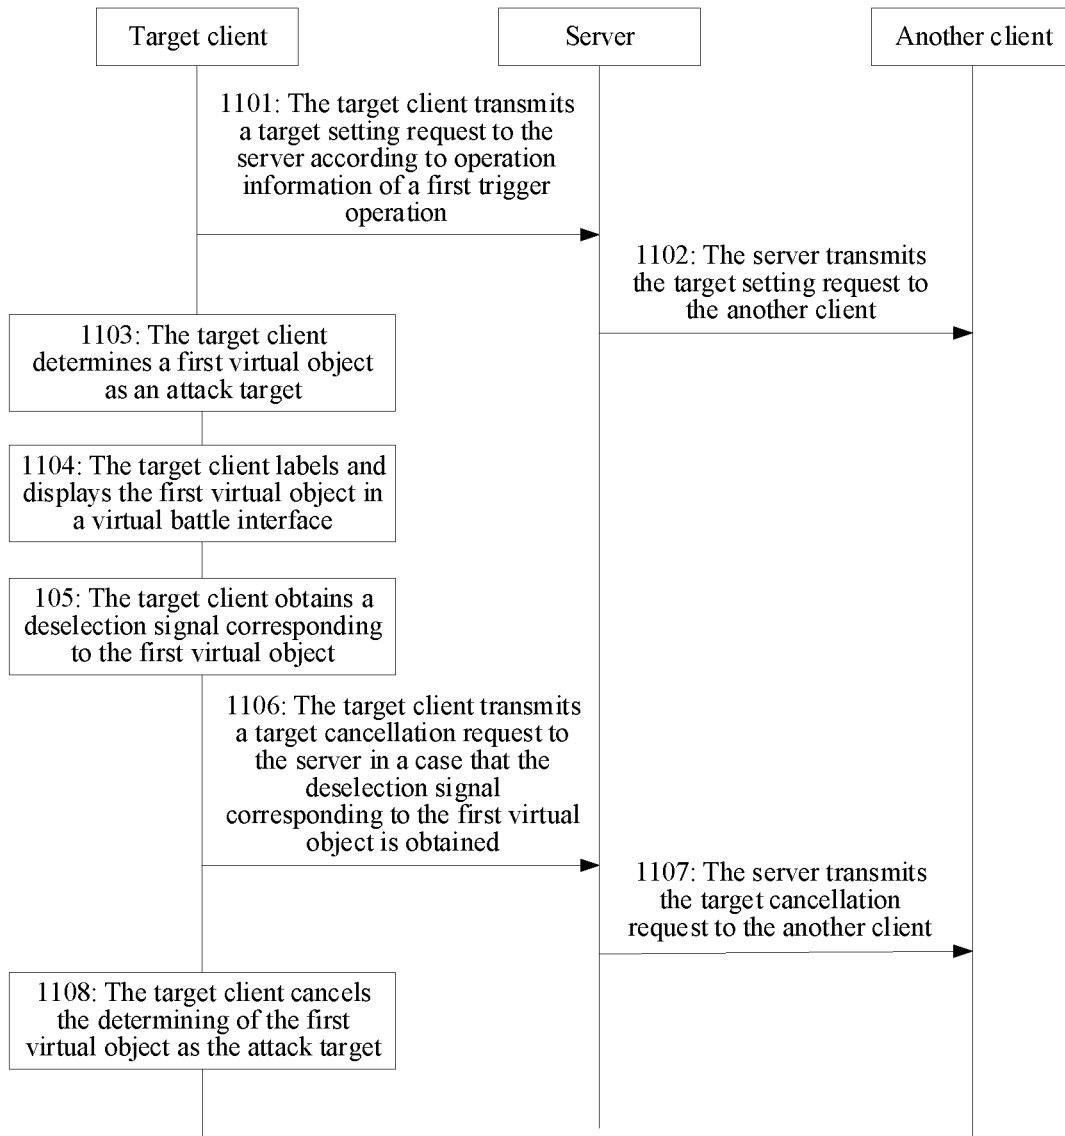 Target client
Server
Another client
1101: The target client transmits
a target setting request to the
server according to operation
information of a first trigger
operation
1102: The server transmits
the target setting request to
the another client
1103: The target client
determines a first virtual object
as an attack target
1104: The target client labels and
displays the first virtual object in
a virtual battle interface
105: The target client obtains a
deselection signal corresponding
to the first virtual object
1106: The target client transmits
a target cancellation request to
the server in a case that the
deselection signal
corresponding to the first virtual
object is obtained
1107: The server transmits
the target cancellation
request to the another client
1108: The target client cancels
the determining of the first
virtual object as the attack target